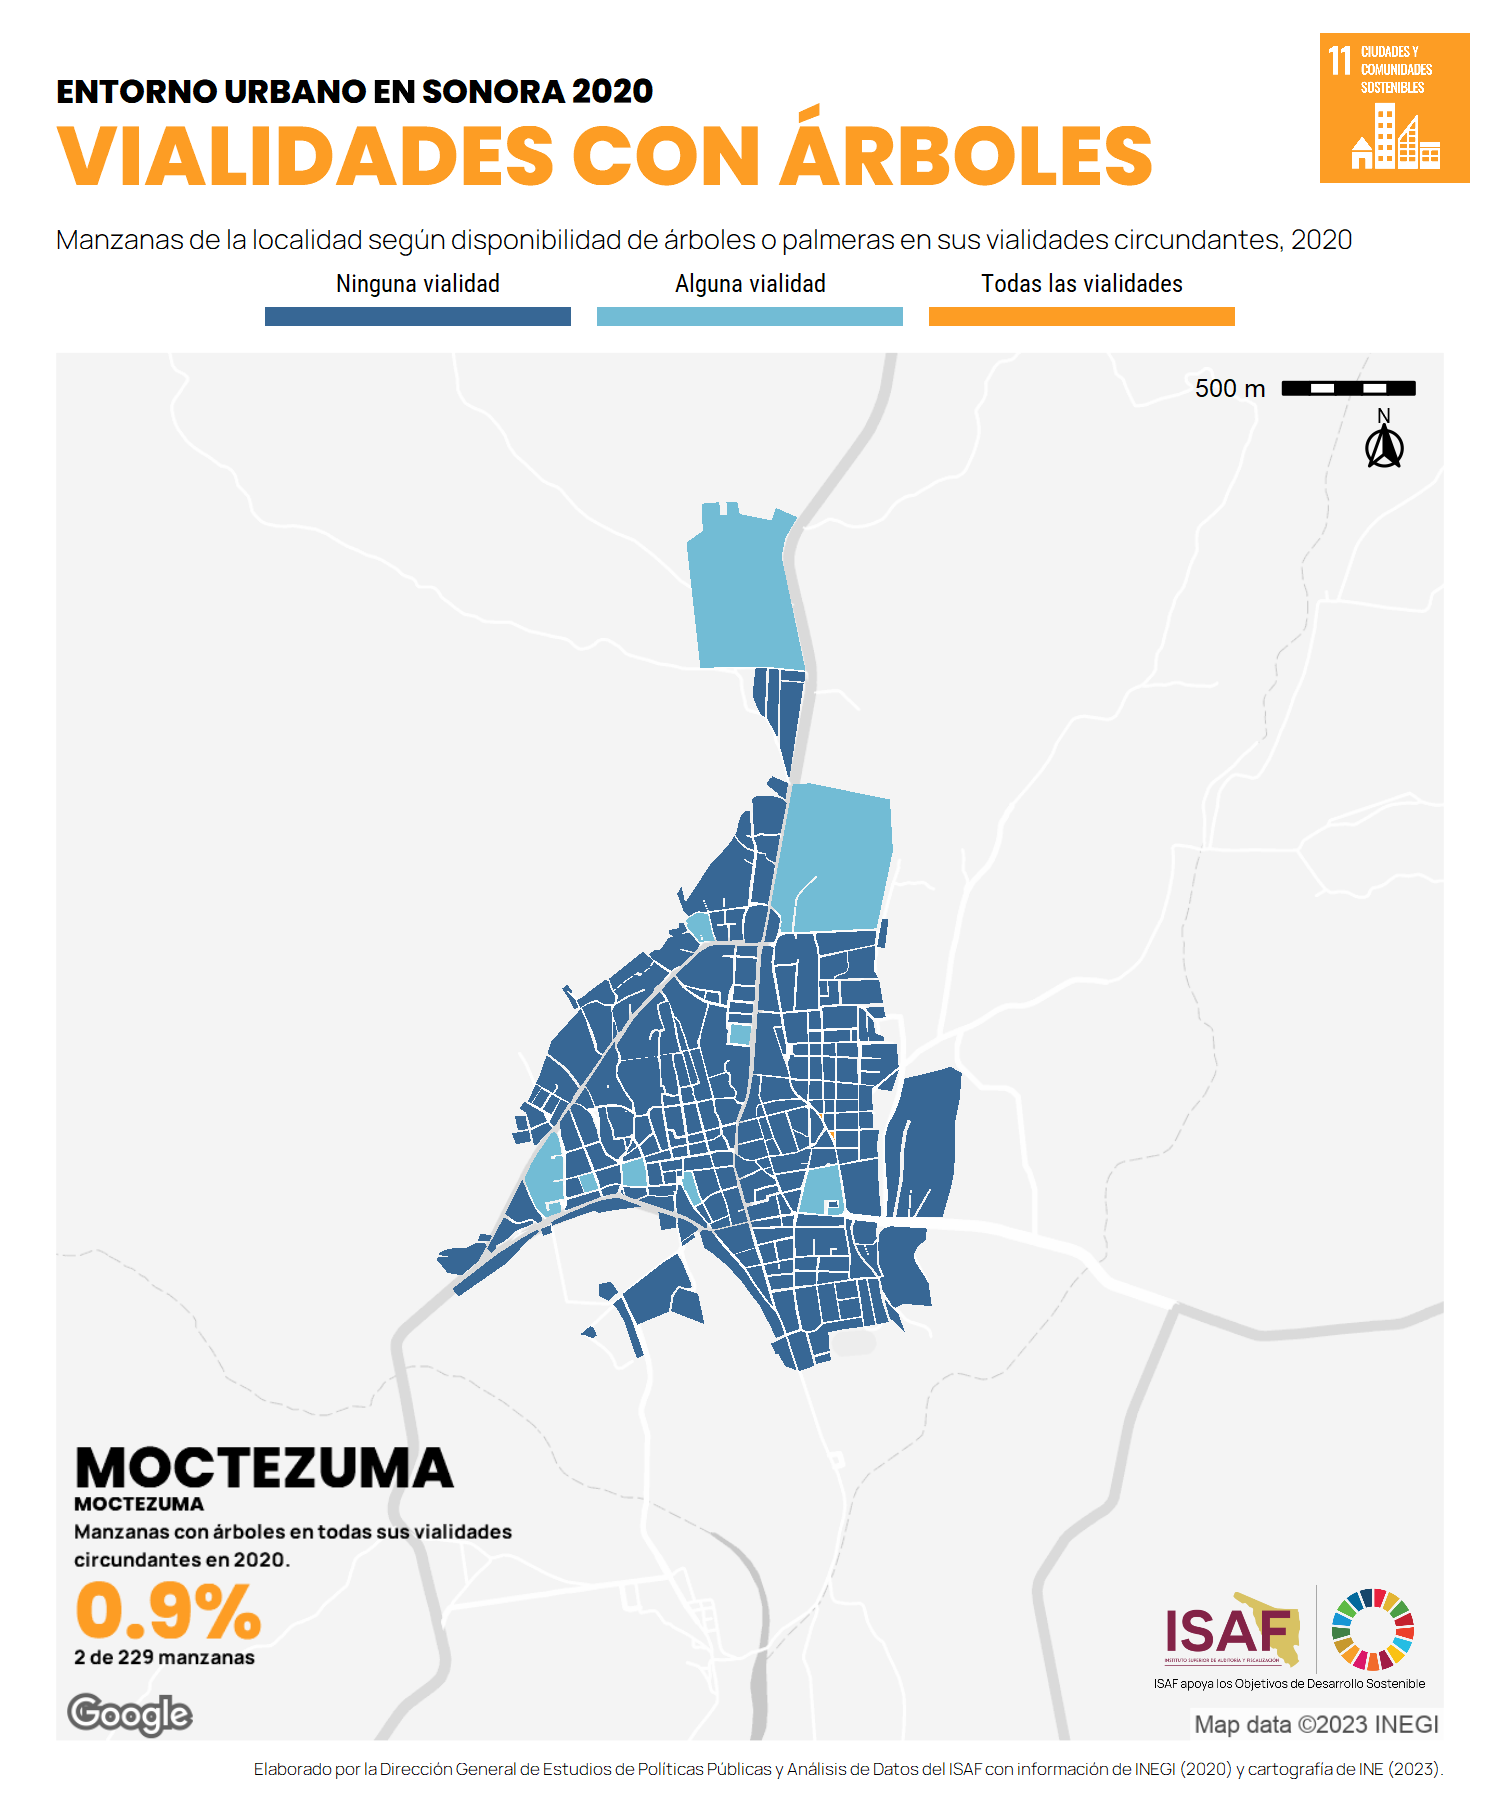 11 CIUDADES Y
COMUNIDADES
SOSTENIBLES
ENTORNO URBANO EN SONORA 2020
VIALIDADES CON ÁRBOLES
Manzanas de la localidad según disponibilidad de árboles o palmeras en sus vialidades circundantes, 2020
Ninguna vialidad
Alguna vialidad
Todas las vialidades
500 m
N
MOCTEZUMA
MOCTEZUMA
Manzanas con árboles en todas sus vialidades
circundantes en 2020.
0.9%
2 de 229 manzanas
Google
ISAF
INSTITUTO SUPERIOR DE AUDITORÍA Y FISCALIZACIÓN
ISAF apoya los Objetivos de Desarrollo Sostenible
Map data ©2023 INEGI
Elaborado por la Dirección General de Estudios de Políticas Públicas y Análisis de Datos del ISAF con información de INEGI (2020) y cartografía de INE (2023).